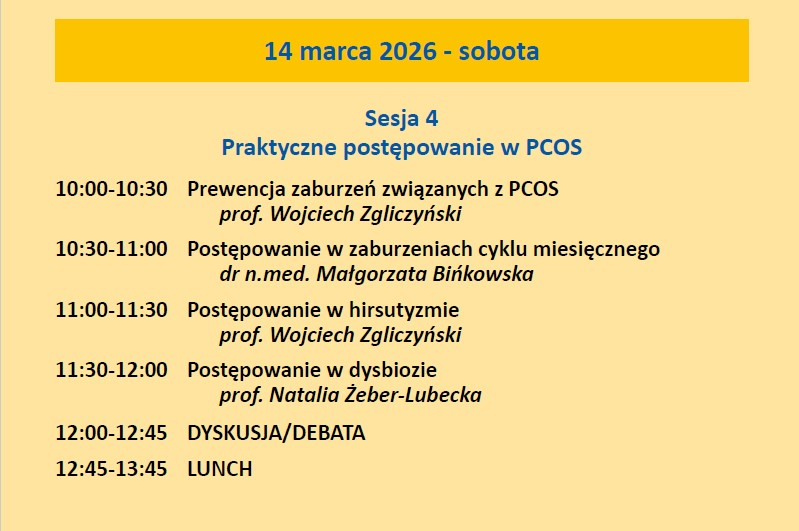 14 marca 2026 - sobota
Sesja 4
Praktyczne postępowanie w PCOS
10:00-10:30 Prewencja zaburzeń związanych z PCOS
prof. Wojciech Zgliczyński
10:30-11:00 Postępowanie w zaburzeniach cyklu miesięcznego
dr n.med. Małgorzata Bińkowska
11:00-11:30 Postępowanie w hirsutyzmie
prof. Wojciech Zgliczyński
11:30-12:00 Postępowanie w dysbiozie
prof. Natalia Żeber-Lubecka
12:00-12:45 DYSKUSJA/DEBATA
12:45-13:45 LUNCH